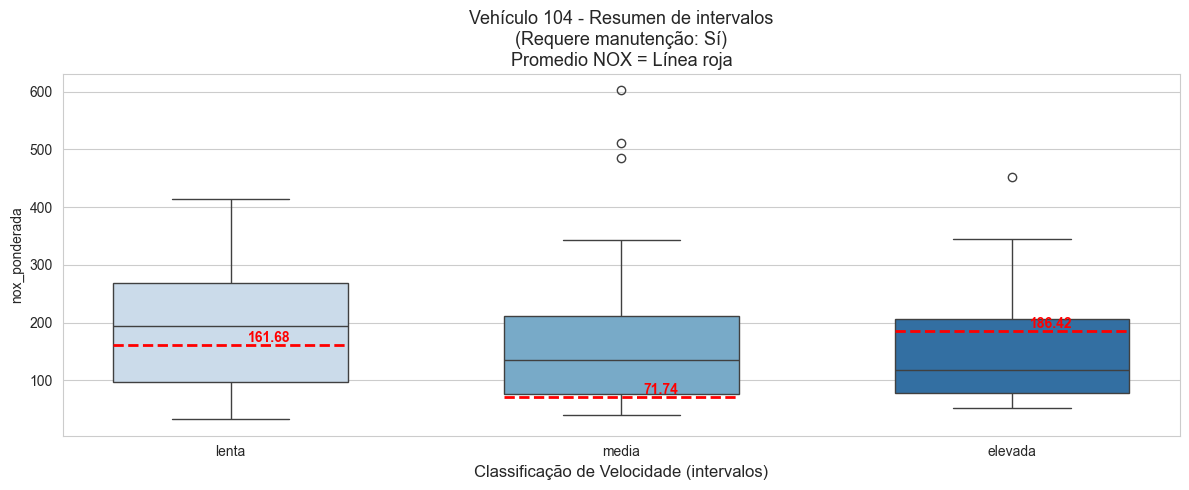 Vehículo 104 - Resumen de intervalos
(Requere manutenção: Sí)
Promedio NOX = Línea roja
nox_ponderada
600
500
400
300
200
100
161.68
71.74
186.42
lenta
media
elevada
Classificação de Velocidade (intervalos)